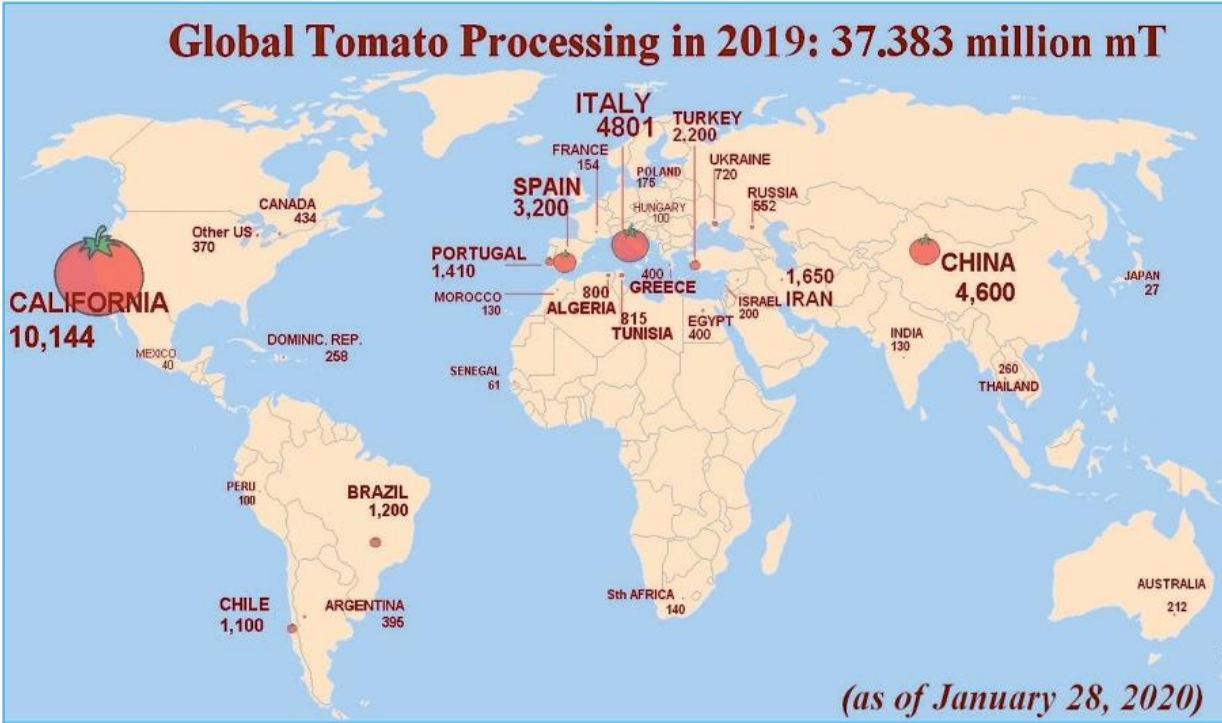 Global Tomato Processing in 2019: 37.383 million mT
ITALY
4801
TURKEY
2.200
FRANCE
154
POLAND
175
UKRAINE
720
SPAIN
3,200
RUSSIA
552
HUNGARY
100
CANADA
434
Other US
370
PORTUGAL
1,410
CHINA
4,600
CALIFORNIA
10,144
400
GREECE
1,650
IRAN
JAPAN
27
MOROCCO
130
800
ALGERIA
815
TUNISIA
ISRAEL
200
EGYPT
400
INDIA
130
MEXICO
40
DOMINIC. REP.
258
SENEGAL
61
260
THAILAND
PERU
100
BRAZIL
1,200
CHILE
1,100
ARGENTINA
395
Sth AFRICA
140
AUSTRALIA
212
(as of January 28, 2020)